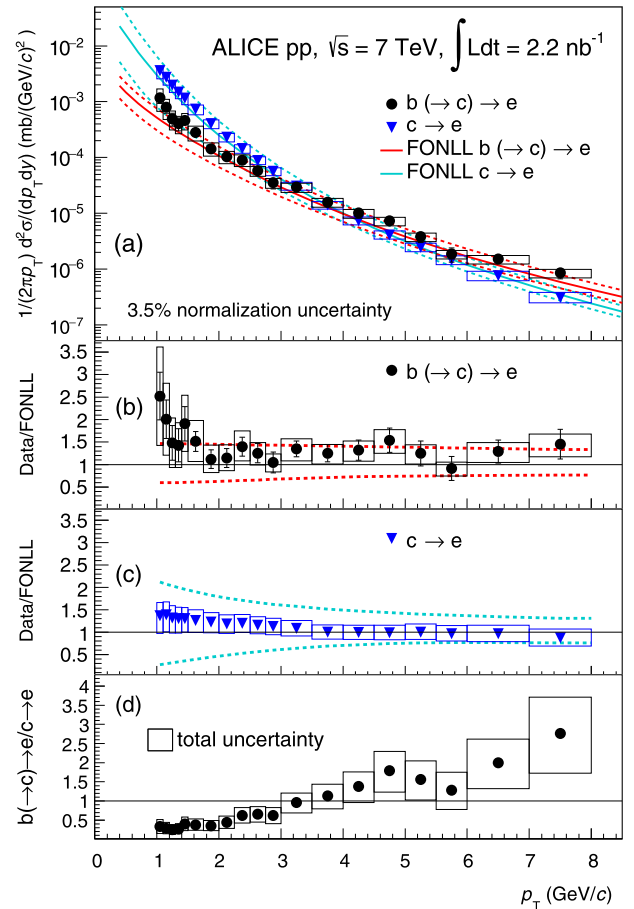 ALICE pp, √s = 7 TeV, ∫Ldt = 2.2 nb⁻¹
b (→ c) → e
c → e
FONLL b (→ c) → e
FONLL c → e
1/(2πp_T) d²σ/(dp_Tdy) (mb/(GeV/c)²)
10⁻²
10⁻³
10⁻⁴
10⁻⁵
10⁻⁶
10⁻⁷
(a)
3.5% normalization uncertainty
Data/FONLL
3.5
3
2.5
2
1.5
1
0.5
(b)
b (→ c) → e
Data/FONLL
3.5
3
2.5
2
1.5
1
0.5
(c)
c → e
b(→c)→e/c→e
4
3.5
3
2.5
2
1.5
1
0.5
(d)
total uncertainty
0 1 2 3 4 5 6 7 8
p_T (GeV/c)